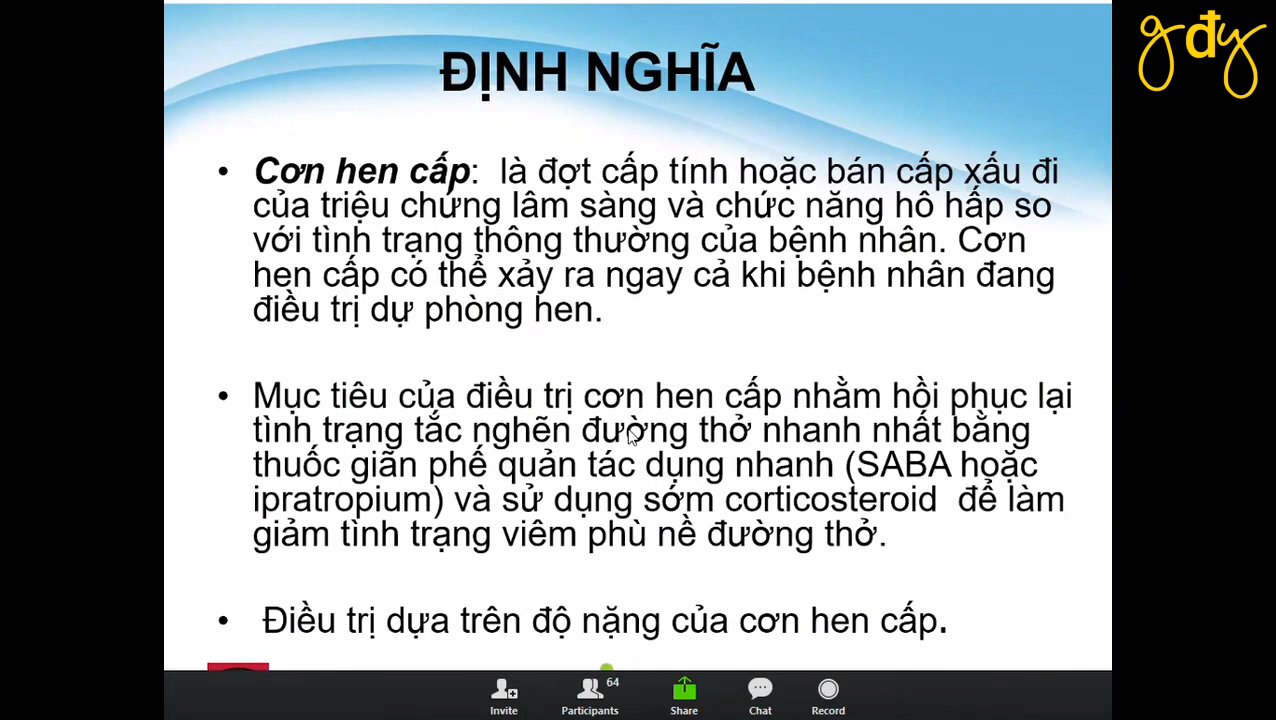 gđy
ĐỊNH NGHĨA
• Cơn hen cấp: là đợt cấp tính hoặc bán cấp xấu đi
của triệu chứng lâm sàng và chức năng hô hấp so
với tình trạng thông thường của bệnh nhân. Cơn
hen cấp có thể xảy ra ngay cả khi bệnh nhân đang
điều trị dự phòng hen.
• Mục tiêu của điều trị cơn hen cấp nhằm hồi phục lại
tình trạng tắc nghẽn đường thở nhanh nhất bằng
thuốc giãn phế quản tác dụng nhanh (SABA hoặc
ipratropium) và sử dụng sớm corticosteroid để làm
giảm tình trạng viêm phù nề đường thở.
• Điều trị dựa trên độ nặng của cơn hen cấp.
64
Invite Participants Share Chat Record